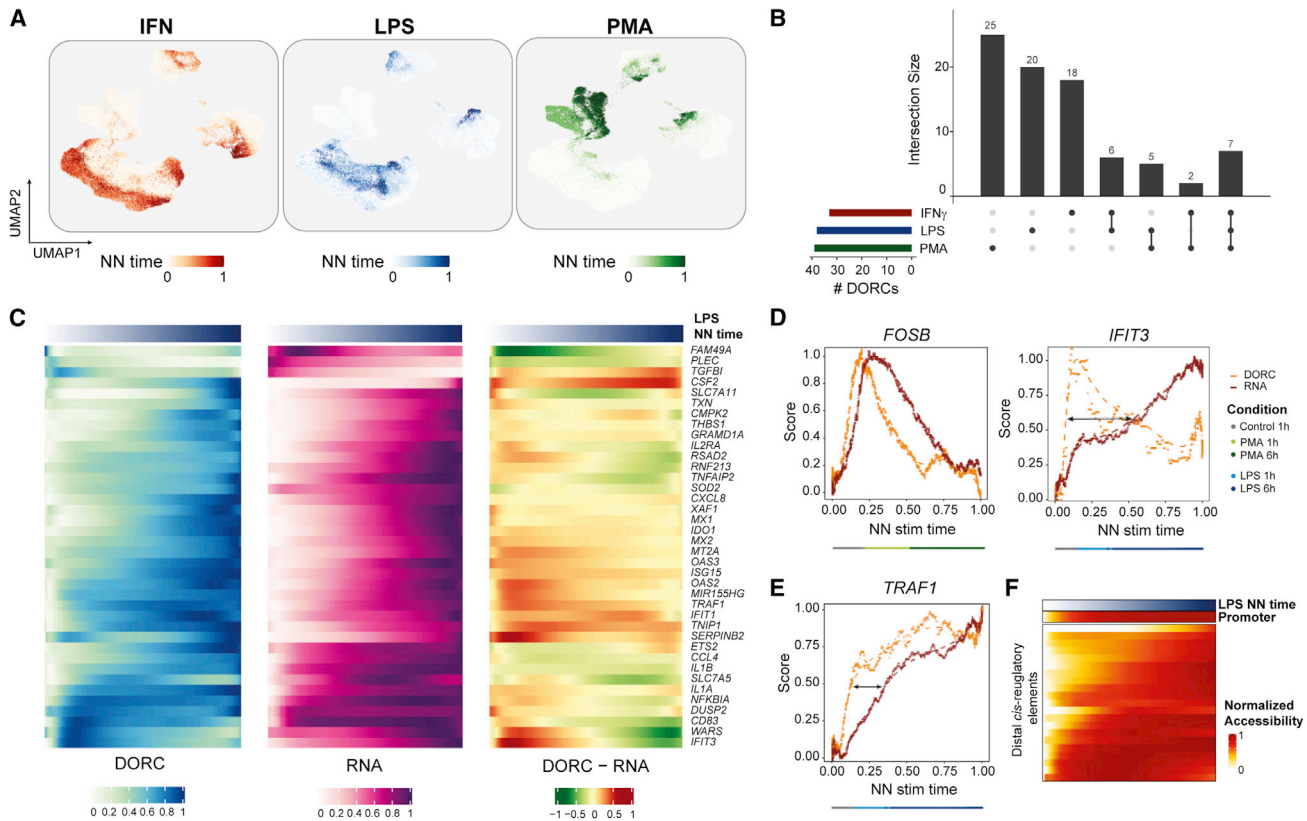 A
IFN LPS PMA
UMAP2
UMAP1
NN time 0 1
NN time 0 1
NN time 0 1
B
Intersection Size
20
10
0
25 20 18 6 5 2 7
IFNγ
LPS
PMA
40 30 20 10 0
# DORCs
C
LPS
NN time
FAM49A
PLEC
TGFBI
CSF2
SLC7A11
TXN
CMPK2
THBS1
GRAMD1A
IL2RA
RSAD2
RNF213
TNFAIP2
SOD2
CXCL8
XAF1
MX1
IDO1
MX2
MT2A
OAS3
ISG15
OAS2
MIR155HG
TRAF1
IFIT1
TNIP1
SERPINB2
ETS2
CCL4
IL1B
SLC7A5
IL1A
NFKBIA
DUSP2
CD83
WARS
IFIT3
DORC RNA DORC – RNA
0 0.2 0.4 0.6 0.8 1
0 0.2 0.4 0.6 0.8 1
−1 −0.5 0 0.5 1
D
FOSB
Score
1.0
0.8
0.6
0.4
0.2
0.0
0.00 0.25 0.50 0.75 1.00
NN stim time
IFIT3
Score
1.00
0.75
0.50
0.25
0.00
0.00 0.25 0.50 0.75 1.00
NN stim time
DORC
RNA
Condition
Control 1h
PMA 1h
PMA 6h
LPS 1h
LPS 6h
E
TRAF1
Score
1.00
0.75
0.50
0.25
0.00
0.00 0.25 0.50 0.75 1.00
NN stim time
F
LPS NN time
Promoter
Distal cis-reuglatory
elements
Normalized
Accessibility
1
0